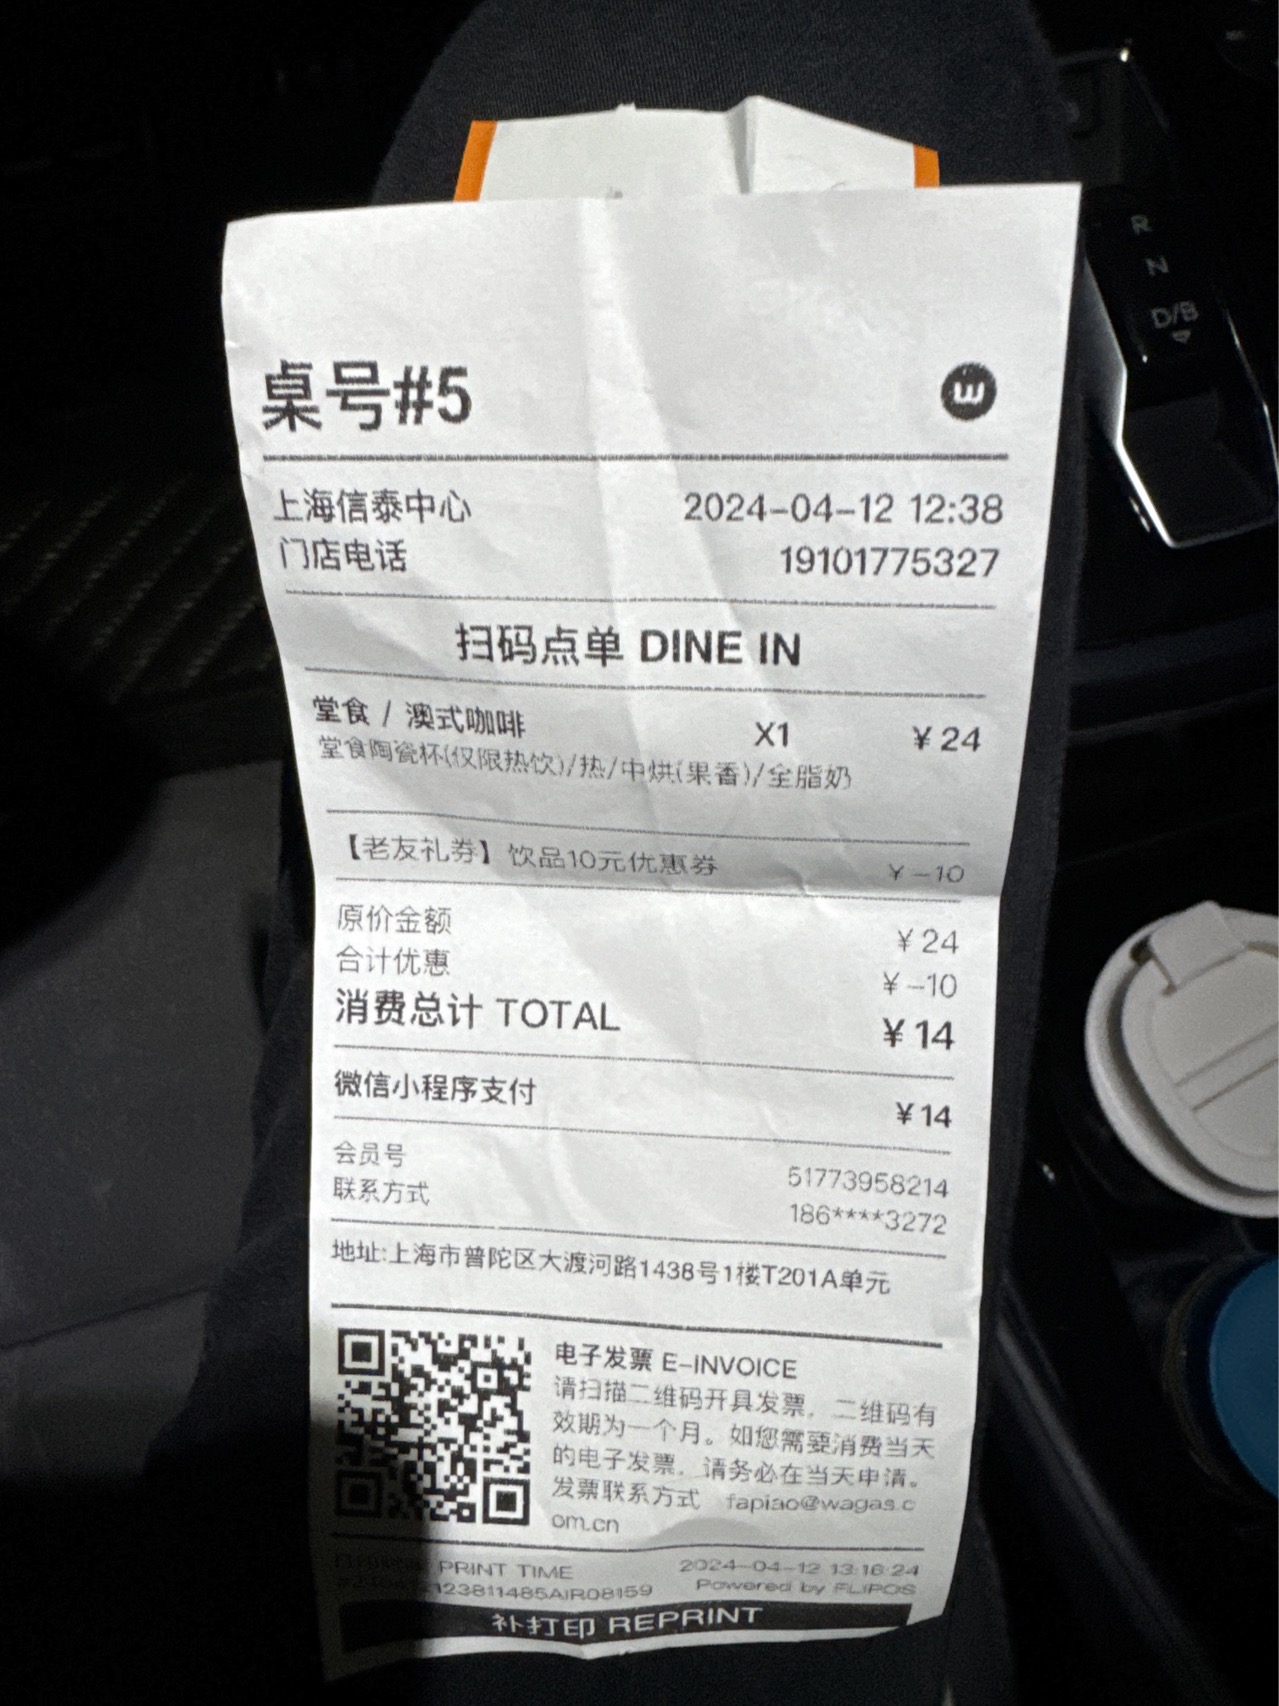 桌号#5
上海信泰中心 2024-04-12 12:38
门店电话 19101775327
扫码点单 DINE IN
堂食 / 澳式咖啡 X1 ¥24
堂食陶瓷杯(仅限热饮)/热/中烘(果香)/全脂奶
【老友礼券】饮品10元优惠券 ¥-10
原价金额 ¥24
合计优惠 ¥-10
消费总计 TOTAL ¥14
微信小程序支付 ¥14
会员号 51773958214
联系方式 186****3272
地址:上海市普陀区大渡河路1438号1楼T201A单元
电子发票 E-INVOICE
请扫描二维码开具发票，二维码有
效期为一个月。如您需要消费当天
的电子发票，请务必在当天申请。
发票联系方式 fapiao@wagas.c
om.cn
PRINT TIME 2024-04-12 13:16:24
123811485AIR08159 Powered by FLIPOS
补打印 REPRINT
R
N
D/B